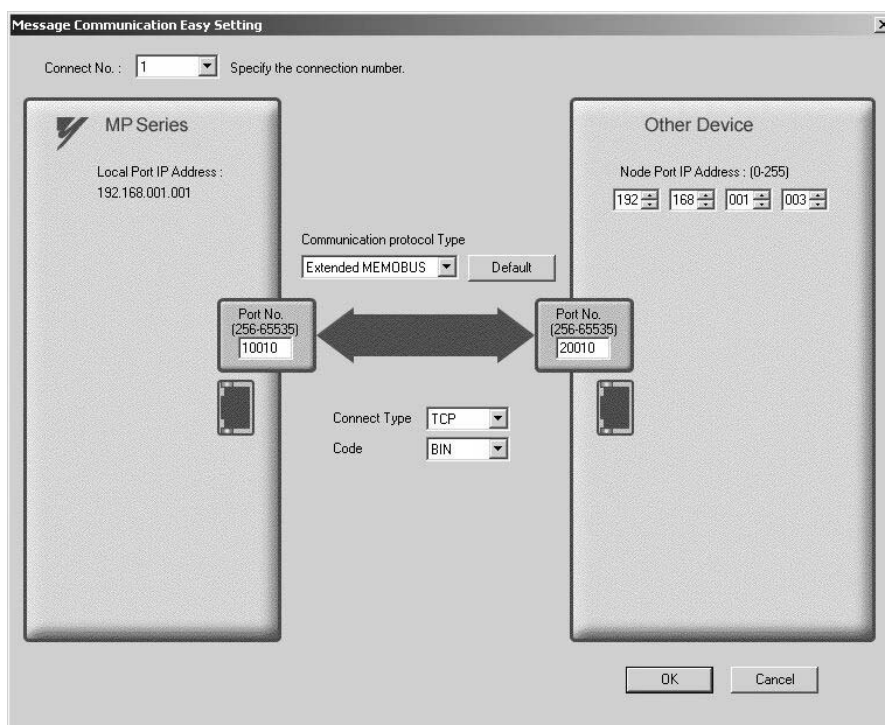 Message Communication Easy Setting
Connect No. : 1 Specify the connection number.
MP Series
Local Port IP Address :
192.168.001.001
Other Device
Node Port IP Address : (0-255)
192 168 001 003
Communication protocol Type
Extended MEMOBUS Default
Port No.
(256-65535)
10010
Port No.
(256-65535)
20010
Connect Type TCP
Code BIN
OK Cancel